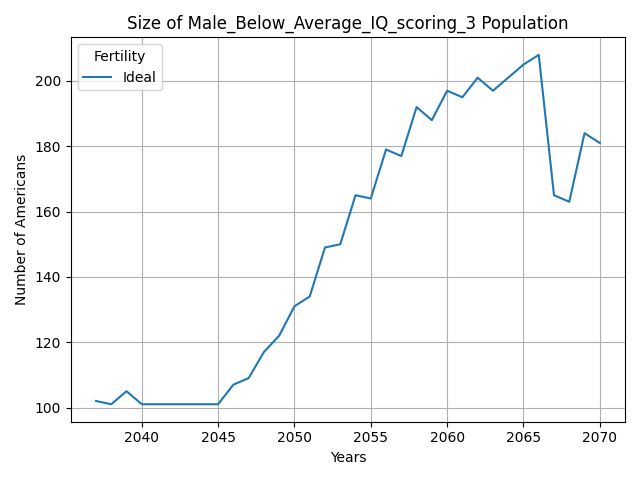 Size of Male_Below_Average_IQ_scoring_3 Population
Fertility
Ideal
200
180
160
140
120
100
Number of Americans
2040 2045 2050 2055 2060 2065 2070
Years